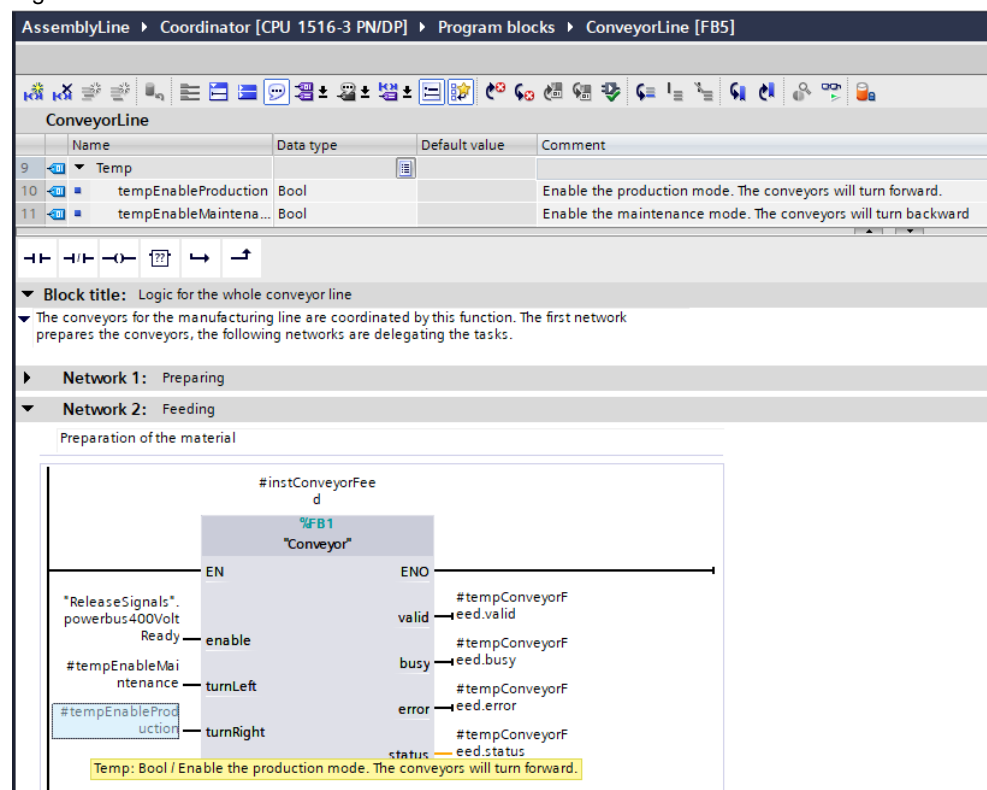 AssemblyLine ▸ Coordinator [CPU 1516-3 PN/DP] ▸ Program blocks ▸ ConveyorLine [FB5]
ConveyorLine
Name Data type Default value Comment
9 Temp
10 tempEnableProduction Bool Enable the production mode. The conveyors will turn forward.
11 tempEnableMaintena... Bool Enable the maintenance mode. The conveyors will turn backward
??
Block title: Logic for the whole conveyor line
The conveyors for the manufacturing line are coordinated by this function. The first network
prepares the conveyors, the following networks are delegating the tasks.
Network 1: Preparing
Network 2: Feeding
Preparation of the material
#instConveyorFee
d
%FB1
"Conveyor"
EN ENO
"ReleaseSignals".
powerbus400Volt
Ready enable
#tempConveyorF
valid eed.valid
#tempEnableMai
ntenance turnLeft
#tempConveyorF
busy eed.busy
#tempEnableProd
uction turnRight
#tempConveyorF
error eed.error
#tempConveyorF
status eed.status
Temp: Bool / Enable the production mode. The conveyors will turn forward.